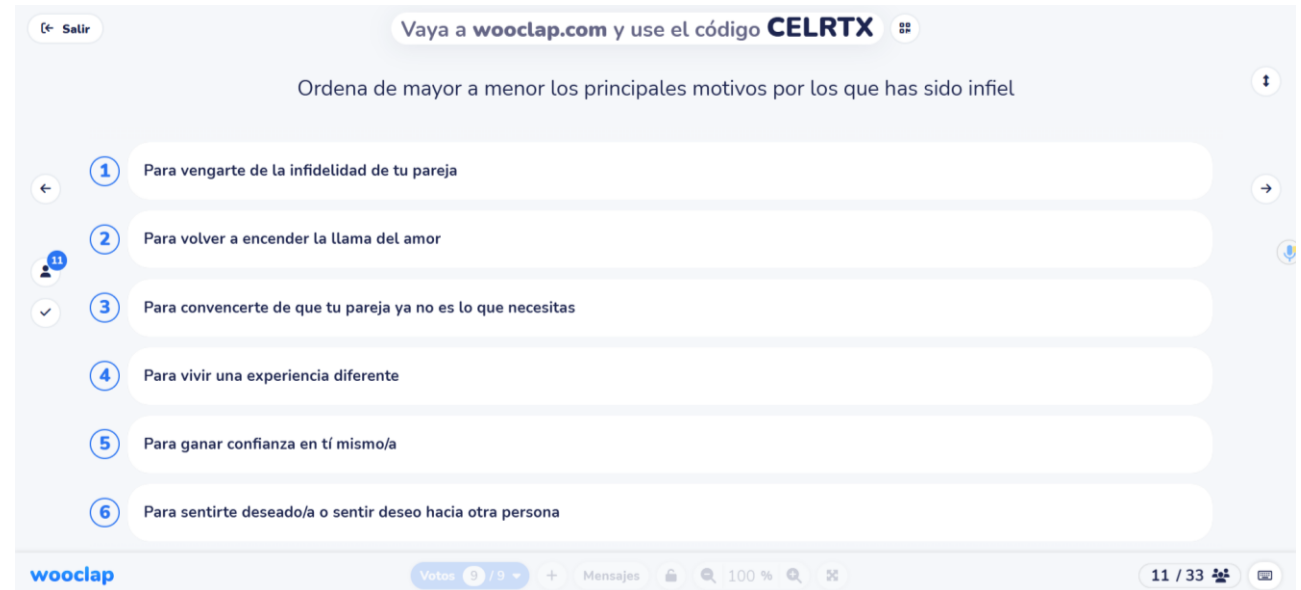 Salir
Vaya a wooclap.com y use el código CELRTX
Ordena de mayor a menor los principales motivos por los que has sido infiel
1 Para vengarte de la infidelidad de tu pareja
2 Para volver a encender la llama del amor
11
3 Para convencerte de que tu pareja ya no es lo que necesitas
4 Para vivir una experiencia diferente
5 Para ganar confianza en tí mismo/a
6 Para sentirte deseado/a o sentir deseo hacia otra persona
wooclap Votos 9 / 9 + Mensajes 100 % 11 / 33